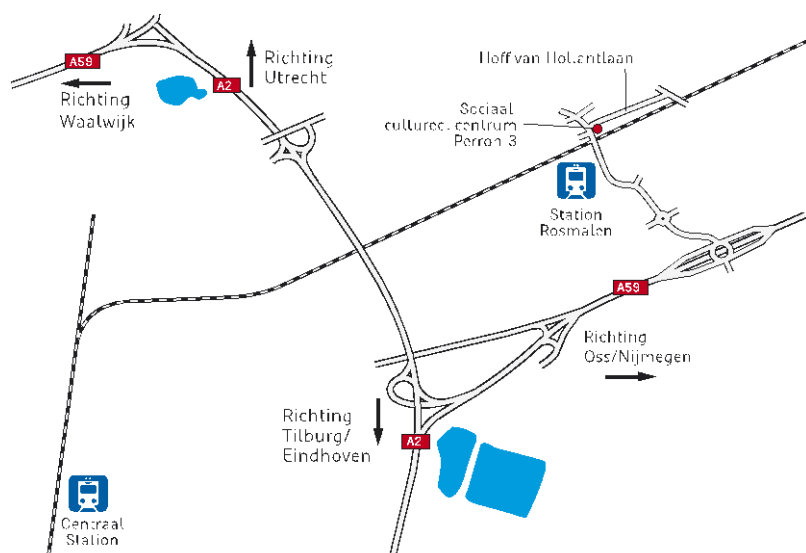 A59
Richting
Waalwijk
A2
Richting
Utrecht
Hoff van Hollantlaan
Sociaal
cultureel centrum
Perron 3
Station
Rosmalen
A59
Richting
Oss/Nijmegen
Richting
Tilburg/
Eindhoven
A2
Centraal
Station